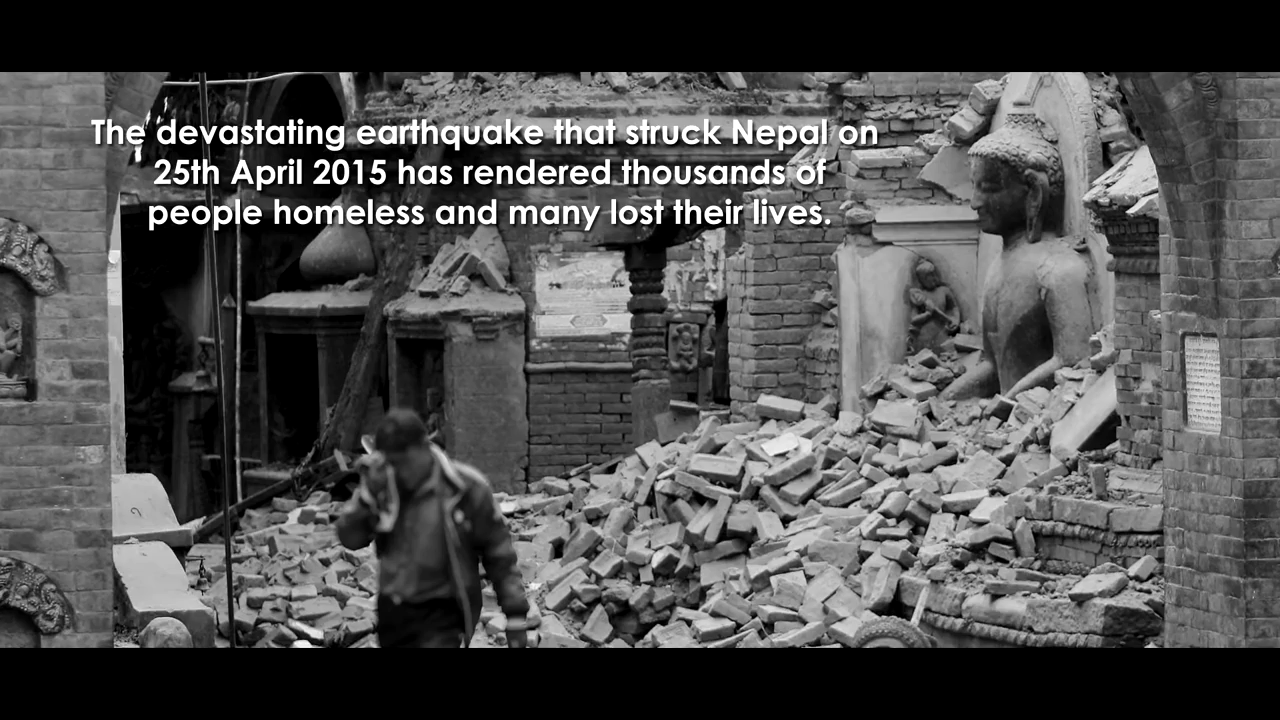 The devastating earthquake that struck Nepal on
25th April 2015 has rendered thousands of
people homeless and many lost their lives.